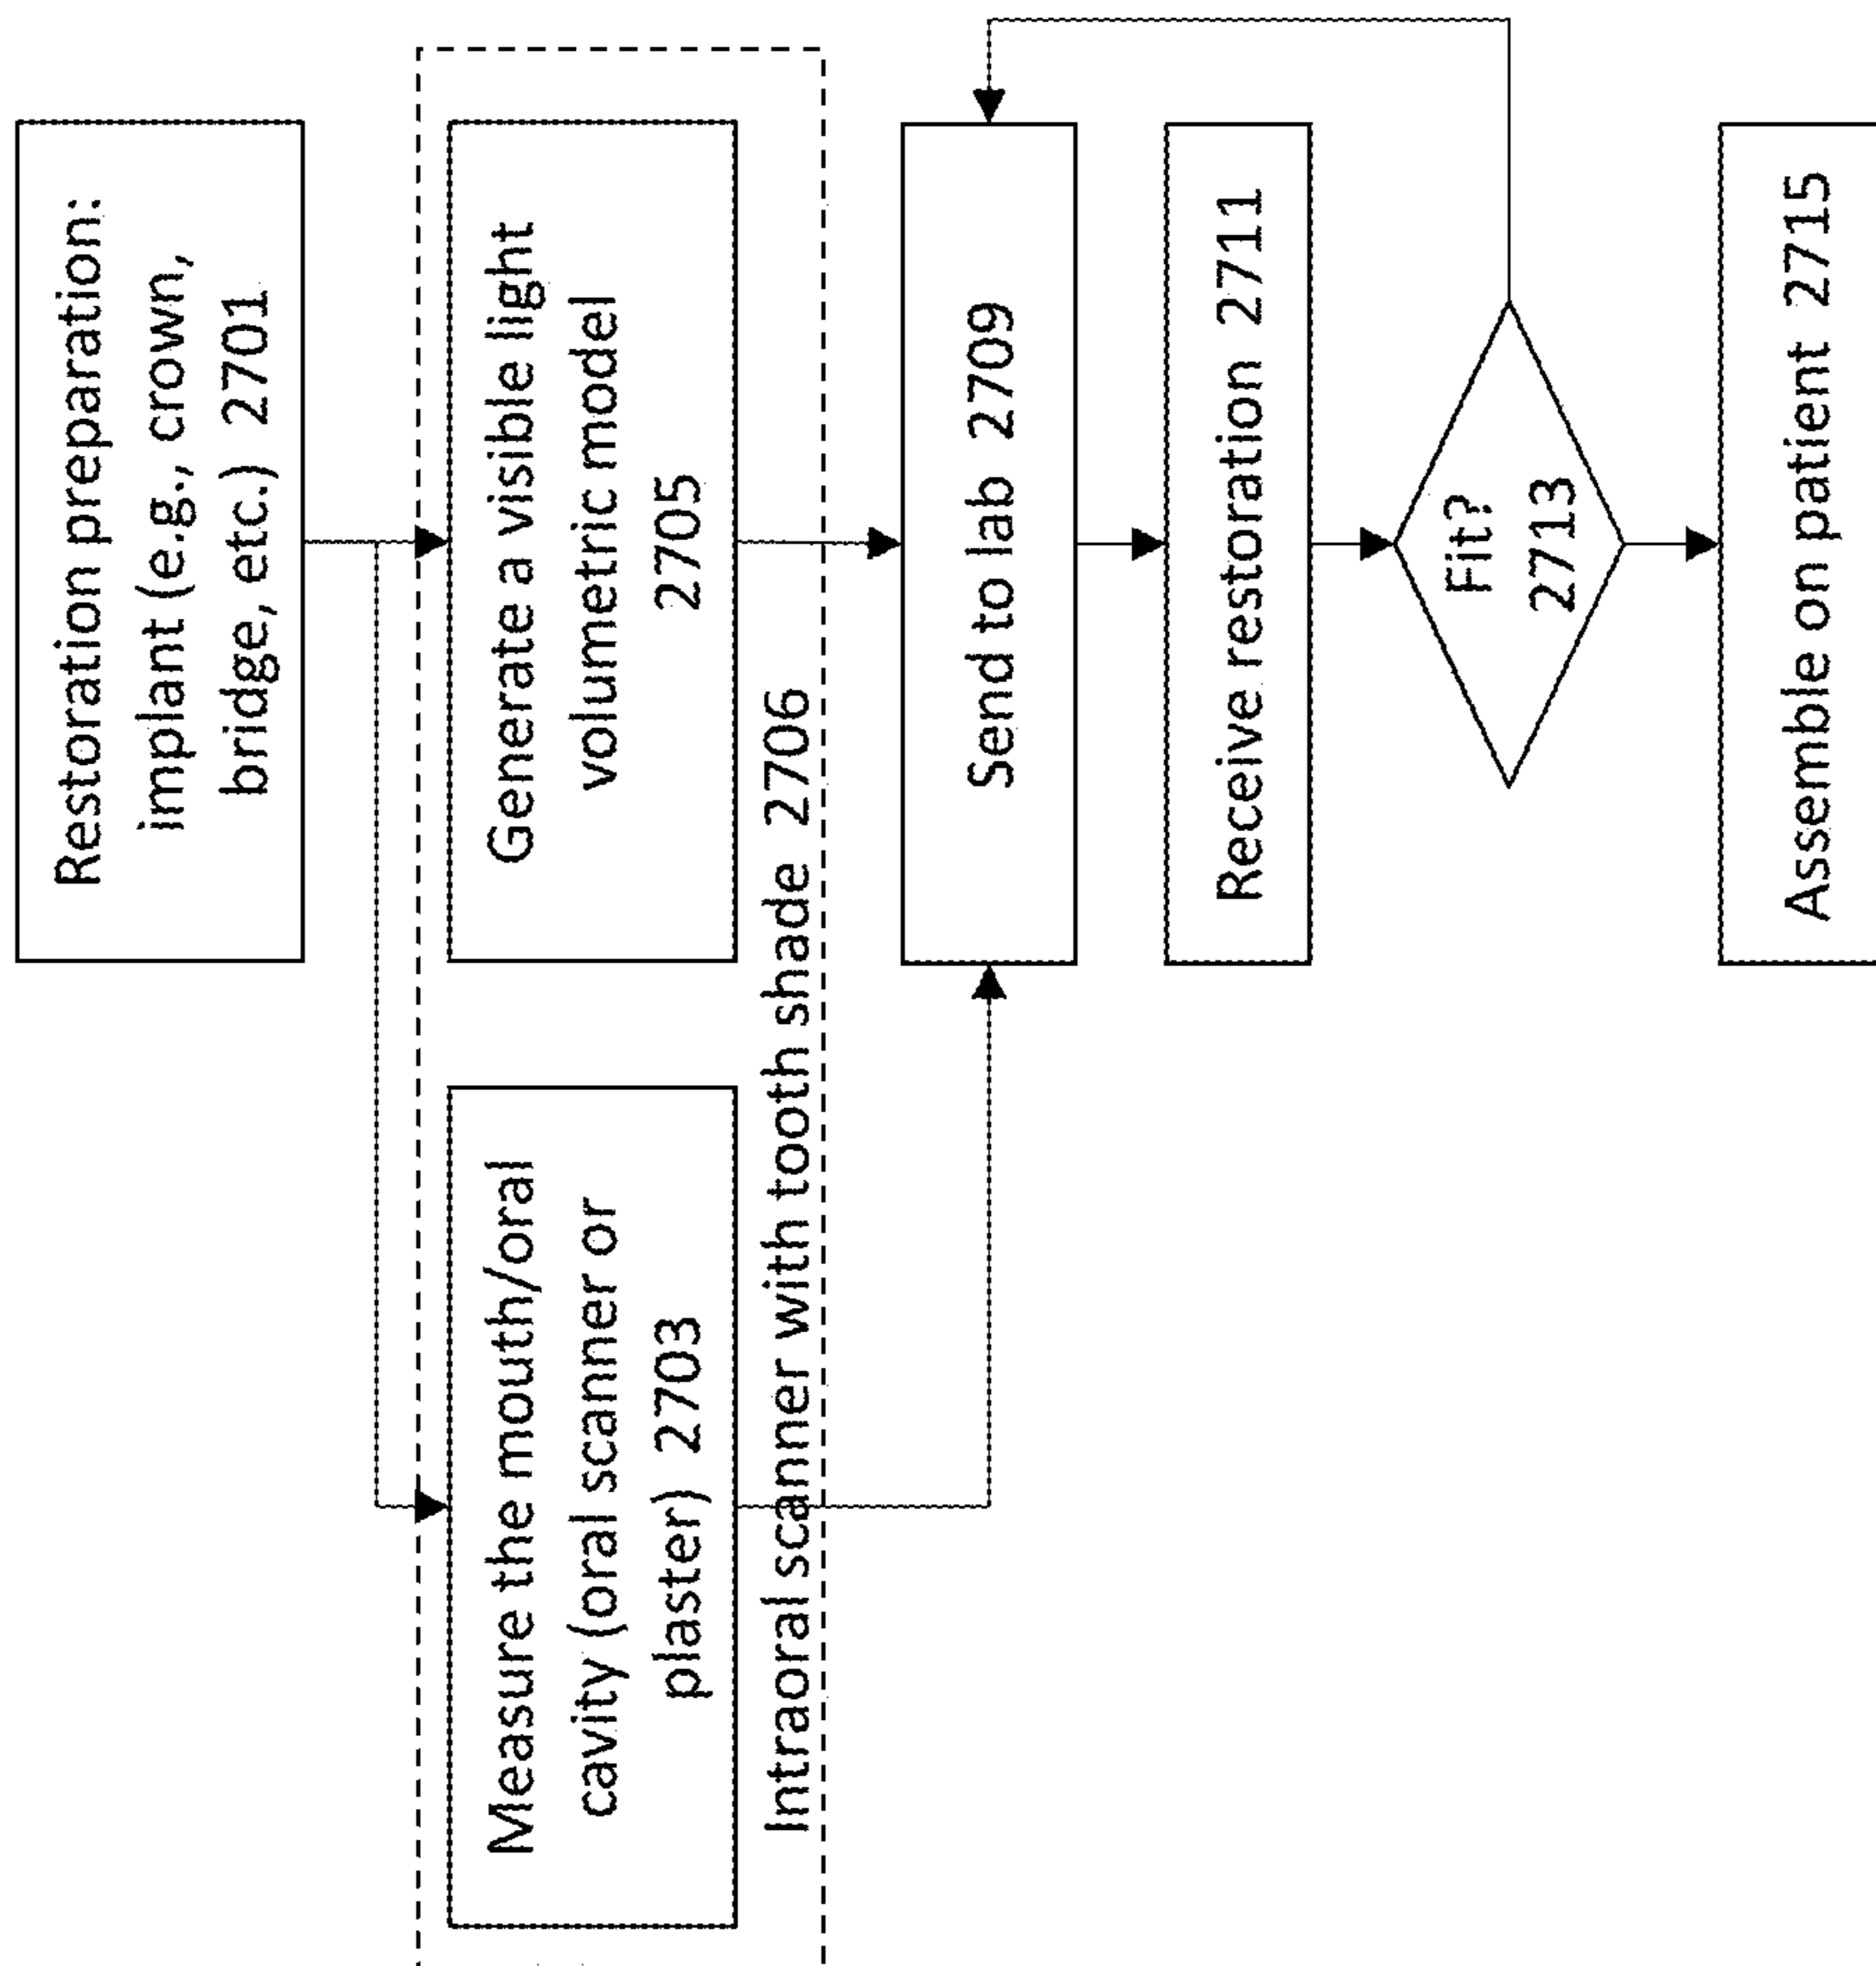 Restoration preparation:
implant (e.g., crown,
bridge, etc.) 2701
Measure the mouth/oral
cavity (oral scanner or
plaster) 2703
Generate a visible light
volumetric model
2705
Intraoral scanner with tooth shade 2706
Send to lab 2709
Receive restoration 2711
Fit?
2713
Assemble on patient 2715